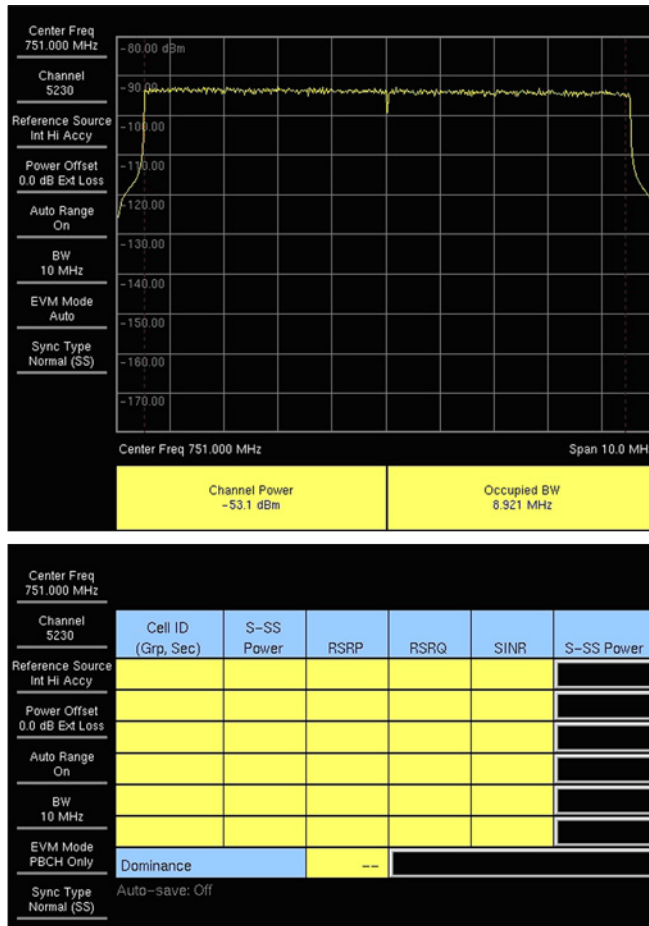 Center Freq
751.000 MHz
Channel
5230
Reference Source
Int Hi Accy
Power Offset
0.0 dB Ext Loss
Auto Range
On
BW
10 MHz
EVM Mode
Auto
Sync Type
Normal (SS)
-80.00 dBm
-90.00
-100.00
-110.00
-120.00
-130.00
-140.00
-150.00
-160.00
-170.00
Center Freq 751.000 MHz
Span 10.0 MH
Channel Power
-53.1 dBm
Occupied BW
8.921 MHz
Center Freq
751.000 MHz
Channel
5230
Reference Source
Int Hi Accy
Power Offset
0.0 dB Ext Loss
Auto Range
On
BW
10 MHz
EVM Mode
PBCH Only
Sync Type
Normal (SS)
Cell ID
(Grp, Sec)
S-SS
Power
RSRP
RSRQ
SINR
S-SS Power
Dominance
--
Auto-save: Off